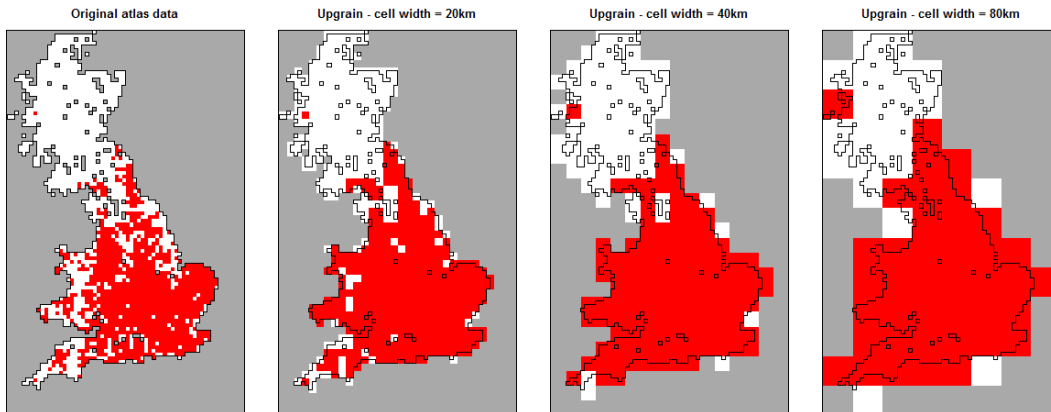 Original atlas data
Upgrain - cell width = 20km
Upgrain - cell width = 40km
Upgrain - cell width = 80km